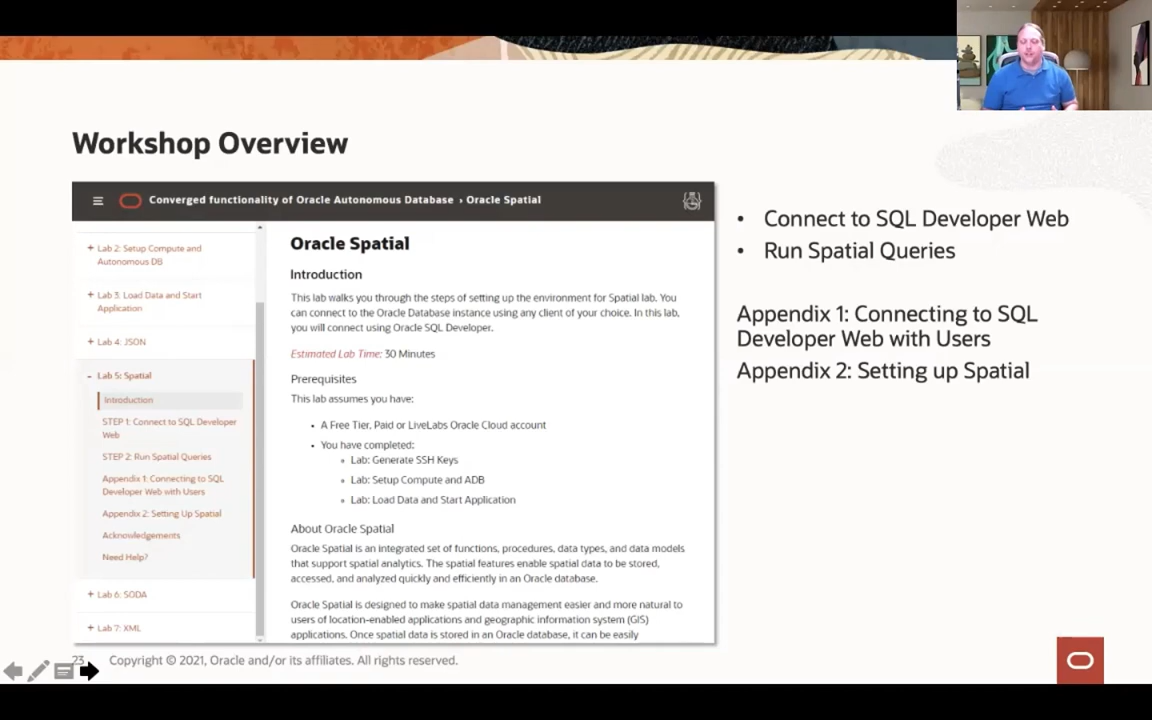 Workshop Overview
Converged functionality of Oracle Autonomous Database › Oracle Spatial
+ Lab 2: Setup Compute and
Autonomous DB
+ Lab 3: Load Data and Start
Application
+ Lab 4: JSON
- Lab 5: Spatial
Introduction
STEP 1: Connect to SQL Developer
Web
STEP 2: Run Spatial Queries
Appendix 1: Connecting to SQL
Developer Web with Users
Appendix 2: Setting Up Spatial
Acknowledgements
Need Help?
+ Lab 6: SODA
+ Lab 7: XML
Oracle Spatial
Introduction
This lab walks you through the steps of setting up the environment for Spatial lab. You
can connect to the Oracle Database instance using any client of your choice. In this lab,
you will connect using Oracle SQL Developer.
Estimated Lab Time: 30 Minutes
Prerequisites
This lab assumes you have:
• A Free Tier, Paid or LiveLabs Oracle Cloud account
• You have completed:
◦ Lab: Generate SSH Keys
◦ Lab: Setup Compute and ADB
◦ Lab: Load Data and Start Application
About Oracle Spatial
Oracle Spatial is an integrated set of functions, procedures, data types, and data models
that support spatial analytics. The spatial features enable spatial data to be stored,
accessed, and analyzed quickly and efficiently in an Oracle database.
Oracle Spatial is designed to make spatial data management easier and more natural to
users of location-enabled applications and geographic information system (GIS)
applications. Once spatial data is stored in an Oracle database, it can be easily
• Connect to SQL Developer Web
• Run Spatial Queries
Appendix 1: Connecting to SQL
Developer Web with Users
Appendix 2: Setting up Spatial
23 Copyright © 2021, Oracle and/or its affiliates. All rights reserved.